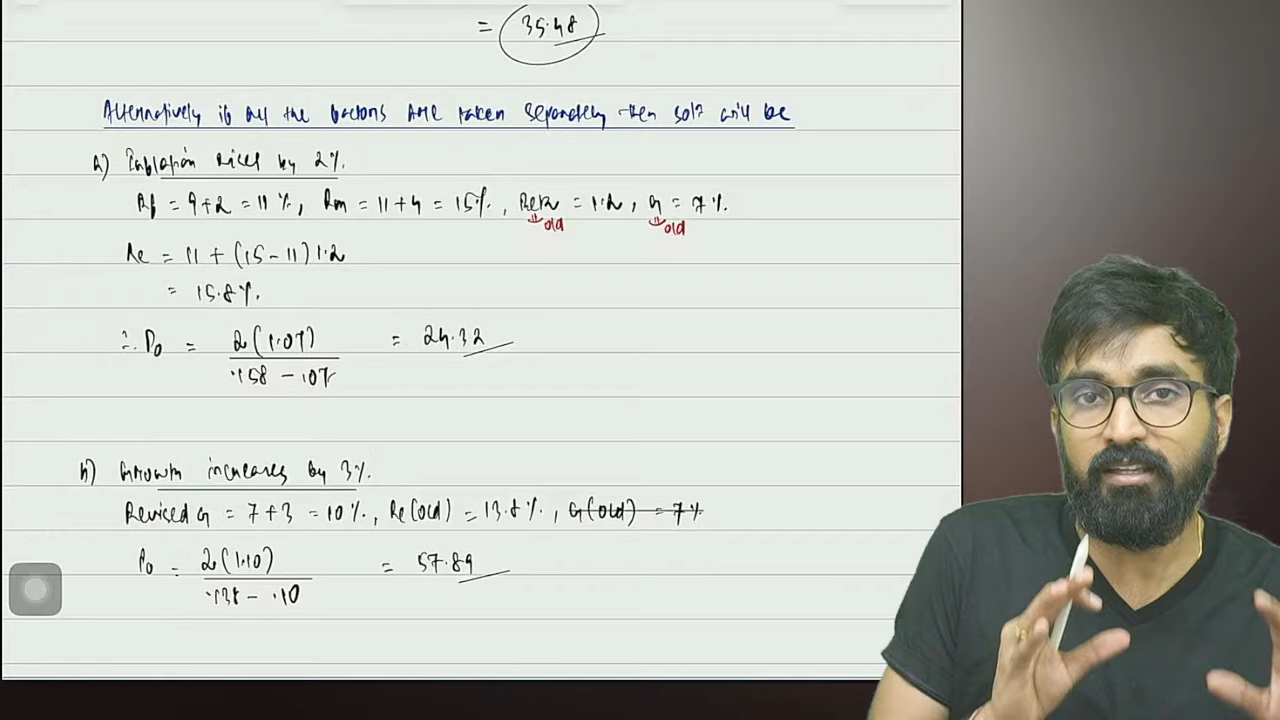 = 35.48
Alternatively if all the factors are taken separately then solⁿ will be
a) Inflation rises by 2%.
Rf = 9+2 = 11%, Rm = 11+4 = 15%, Beta = 1.2, G = 7%.
old old
Re = 11 + (15-11)1.2
= 15.8%.
∴ P₀ = 2(1.07) / .158 - .07 = 24.32
b) Growth increases by 3%.
Revised G = 7+3 = 10%, Re(old) = 13.8%, G(old) = 7%
P₀ = 2(1.10) / .138 - .10 = 57.89